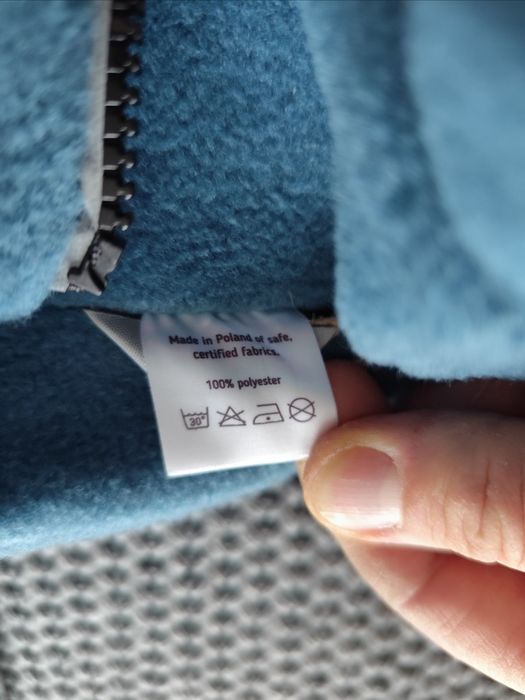 Made in Poland of safe,
certified fabrics.
100% polyester
30°